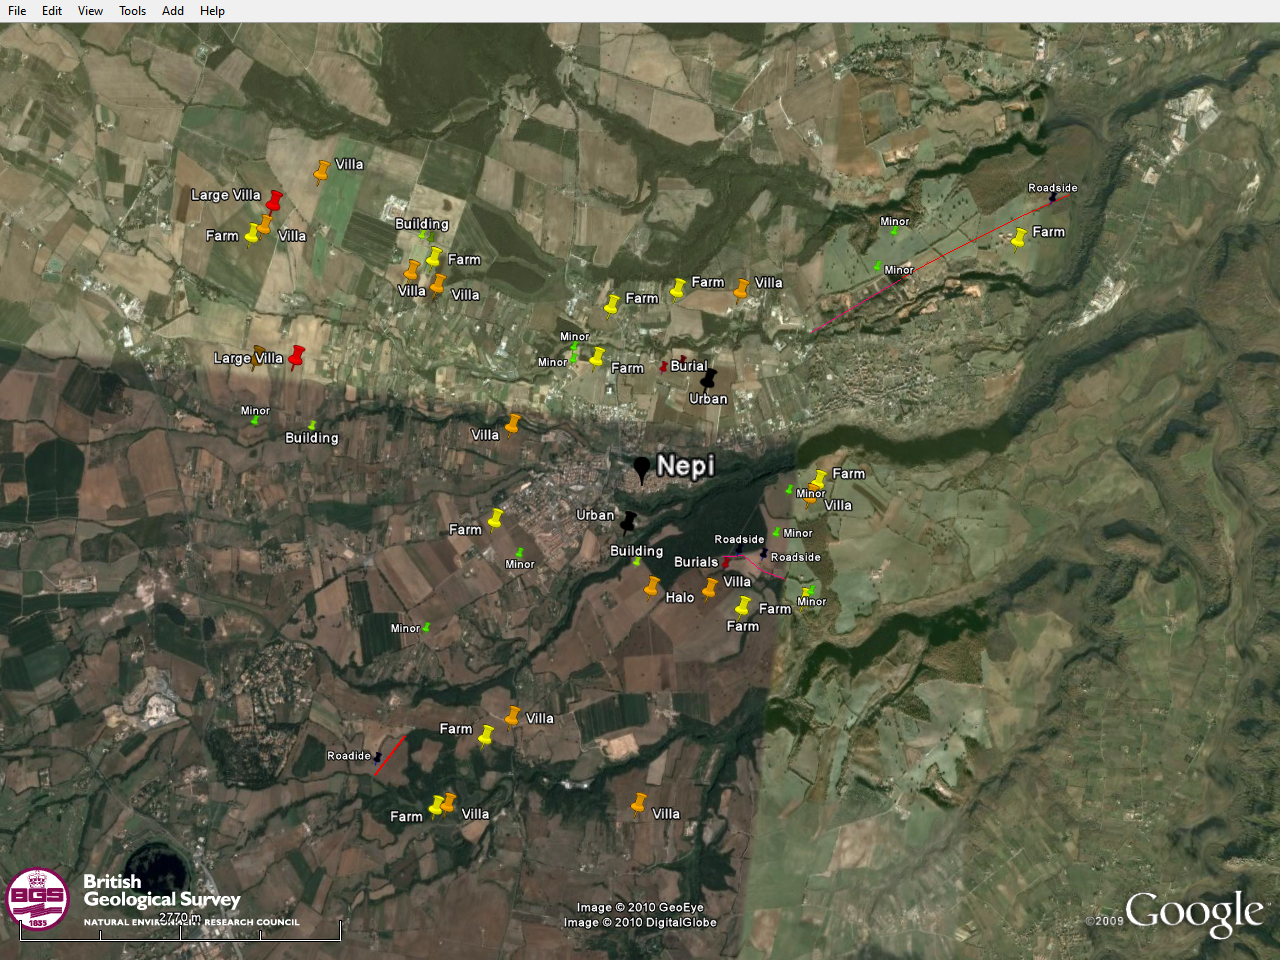 File Edit View Tools Add Help
Villa
Large Villa
Roadside
Farm
Villa
Building
Minor
Farm
Farm
Minor
Villa
Villa
Farm
Villa
Farm
Minor
Large Villa
Minor
Farm
Burial
Urban
Minor
Building
Villa
Nepi
Farm
Minor
Villa
Urban
Farm
Minor
Roadside
Building
Roadside
Minor
Burials
Villa
Halo
Minor
Farm
Farm
Minor
Villa
Farm
Roadide
Farm
Villa
Villa
British
Geological Survey
NATURAL ENVIRONMENT RESEARCH COUNCIL
BGS
1835
2770 m
Image © 2010 GeoEye
Image © 2010 DigitalGlobe
©2009 Google